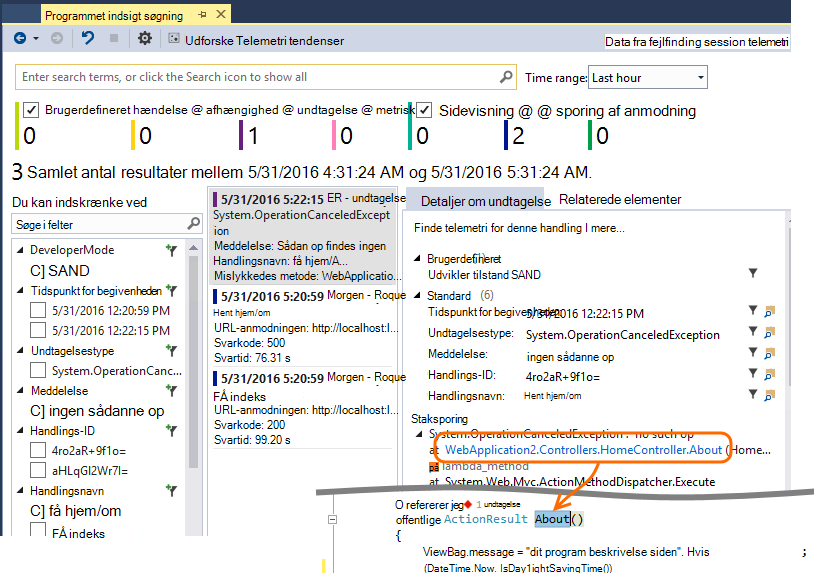 Programmet indsigt søgning
Udforske Telemetri tendenser
Data fra fejlfinding session telemetri
Enter search terms, or click the Search icon to show all
Time range: Last hour
Brugerdefineret hændelse @ afhængighed @ undtagelse @ metrisk
Sidevisning @ @ sporing af anmodning
0 0 1 0 0 2 0
3 Samlet antal resultater mellem 5/31/2016 4:31:24 AM og 5/31/2016 5:31:24 AM.
Du kan indskrænke ved
Søge i filter
DeveloperMode
C] SAND
Tidspunkt for begivenheden
5/31/2016 12:20:59 PM
5/31/2016 12:22:15 PM
Undtagelsestype
System.OperationCanc...
Meddelelse
C] ingen sådanne op
Handlings-ID
4ro2aR+9f1o=
aHLqGl2Wr7I=
Handlingsnavn
C] få hjem/om
FÅ indeks
5/31/2016 5:22:15 ER - undtagelse
System.OperationCanceledExcept
ion
Meddelelse: Sådan op findes ingen
Handlingsnavn: få hjem/A...
Mislykkedes metode: WebApplicatio...
5/31/2016 5:20:59 Morgen - Roque
Hent hjem/om
URL-anmodningen: http://localhost:l...
Svarkode: 500
Svartid: 76.31 s
5/31/2016 5:20:59 Morgen - Roque
FÅ indeks
URL-anmodningen: http://localhost:l...
Svarkode: 200
Svartid: 99.20 s
Detaljer om undtagelse
Relaterede elementer
Finde telemetri for denne handling I mere...
Brugerdefineret
Udvikler tilstand SAND
Standard (6)
Tidspunkt for begivenheden: 5/31/2016 12:22:15 PM
Undtagelsestype: System.OperationCanceledException
Meddelelse: ingen sådanne op
Handlings-ID: 4ro2aR+9f1o=
Handlingsnavn: Hent hjem/om
Staksporing
System.OperationCanceledException : no such op
at WebApplication2.Controllers.HomeController.About (Home...
på lambda_method
at System.Web.Mvc.ActionMethodDispatcher.Execute
O refererer jeg 1 undtagelse
offentlige ActionResult About()
{
ViewBag.message = "dit program beskrivelse siden". Hvis ;
(DateTime.Now. IsDay1ightSavingTime())